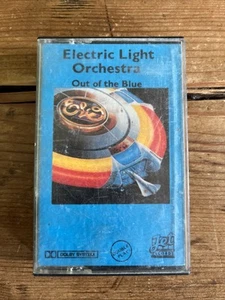 Electric Light
Orchestra
Out of the Blue
DOLBY SYSTEM